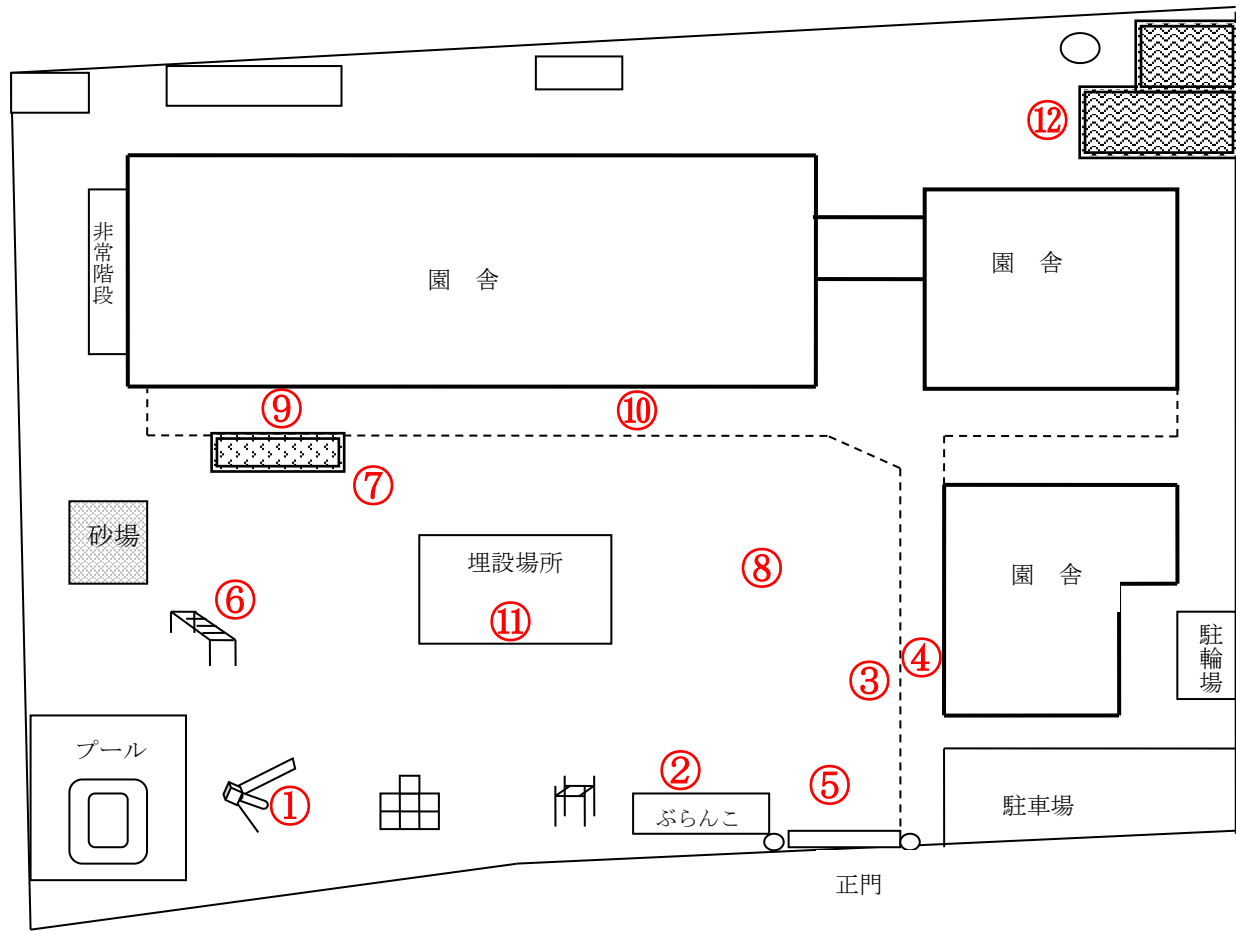 ⑫
非常階段
園　舎
園　舎
⑨
⑩
⑦
砂場
埋設場所
⑧
園　舎
⑥
⑪
駐輪場
④
③
プール
②
⑤
①
ぶらんこ
駐車場
正門